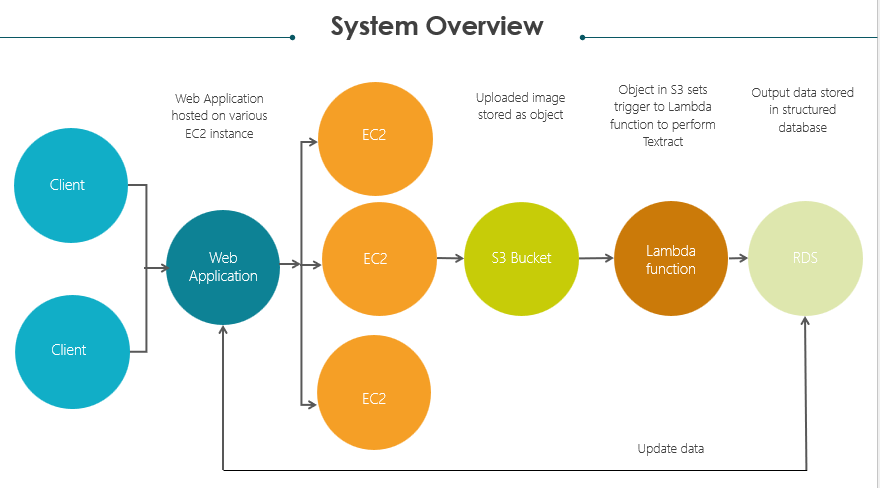 System Overview
Web Application
hosted on various
EC2 instance
Uploaded image
stored as object
Object in S3 sets
trigger to Lambda
function to perform
Textract
Output data stored
in structured
database
Client
Client
Web
Application
EC2
EC2
EC2
S3 Bucket
Lambda
function
RDS
Update data